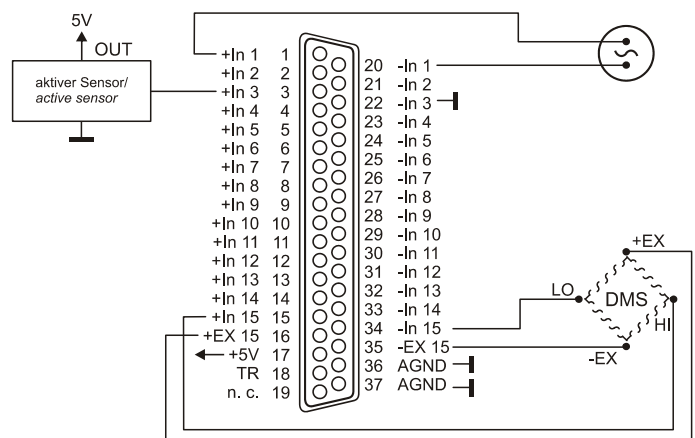 5V
OUT
aktiver Sensor/
active sensor
+In 1 1
+In 2 2
+In 3 3
+In 4 4
+In 5 5
+In 6 6
+In 7 7
+In 8 8
+In 9 9
+In 10 10
+In 11 11
+In 12 12
+In 13 13
+In 14 14
+In 15 15
+EX 15 16
+5V 17
TR 18
n. c. 19
20 -In 1
21 -In 2
22 -In 3
23 -In 4
24 -In 5
25 -In 6
26 -In 7
27 -In 8
28 -In 9
29 -In 10
30 -In 11
31 -In 12
32 -In 13
33 -In 14
34 -In 15
35 -EX 15
36 AGND
37 AGND
+EX
LO
DMS
HI
-EX